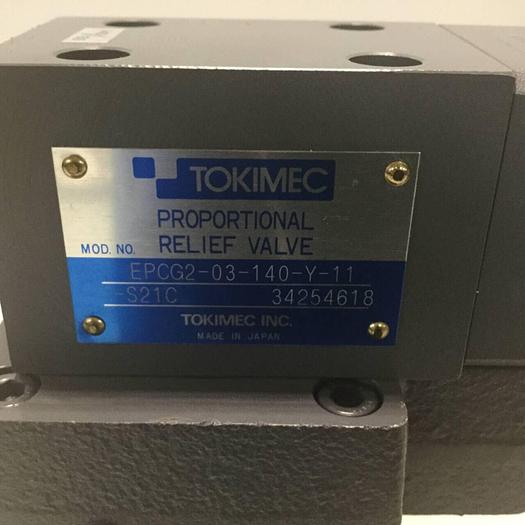 TOKIMEC
PROPORTIONAL
MOD. NO. RELIEF VALVE
EPCG2-03-140-Y-11
-S21C 34254618
TOKIMEC INC.
MADE IN JAPAN